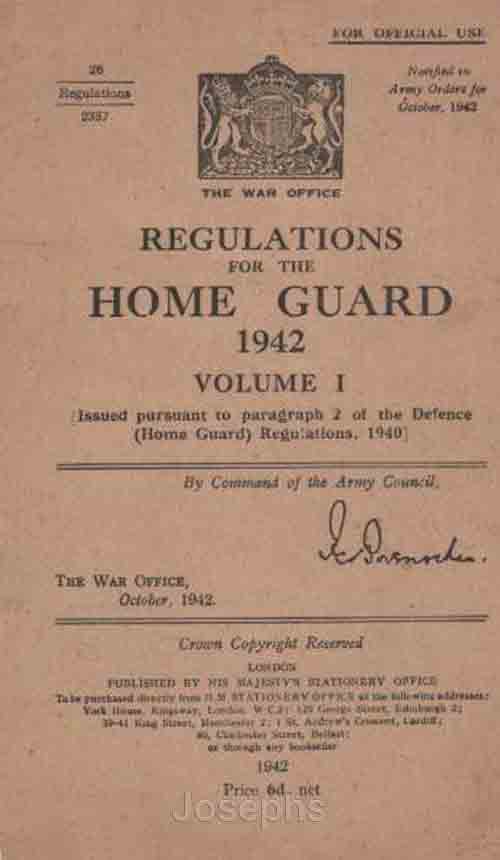 FOR OFFICIAL USE
26
Regulations
2357
Notified in
Army Orders for
October, 1942
THE WAR OFFICE
REGULATIONS
FOR THE
HOME GUARD
1942
VOLUME I
[Issued pursuant to paragraph 2 of the Defence
(Home Guard) Regulations, 1940]
By Command of the Army Council,
THE WAR OFFICE,
October, 1942.
Crown Copyright Reserved
LONDON
PUBLISHED BY HIS MAJESTY'S STATIONERY OFFICE
To be purchased directly from H.M. STATIONERY OFFICE at the following addresses:
York House, Kingsway, London, W.C.2; 120 George Street, Edinburgh 2;
39-41 King Street, Manchester 2; 1 St. Andrew's Crescent, Cardiff;
80, Chichester Street, Belfast;
or through any bookseller
1942
Price 6d. net
Josephs